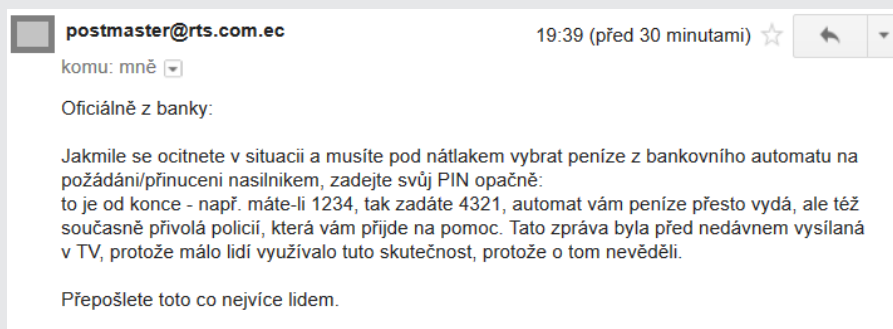 postmaster@rts.com.ec
19:39 (před 30 minutami)
komu: mně
Oficiálně z banky:
Jakmile se ocitnete v situacii a musíte pod nátlakem vybrat peníze z bankovního automatu na
požádáni/přinuceni nasilnikem, zadejte svůj PIN opačně:
to je od konce - např. máte-li 1234, tak zadáte 4321, automat vám peníze přesto vydá, ale též
současně přivolá policií, která vám přijde na pomoc. Tato zpráva byla před nedávnem vysílaná
v TV, protože málo lidí využívalo tuto skutečnost, protože o tom nevěděli.
Přepošlete toto co nejvíce lidem.